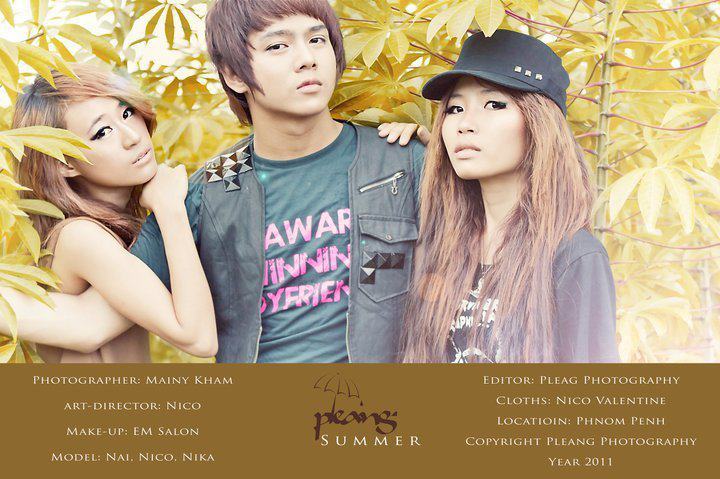 AWAR
INNIN
OYFRIEN
Photographer: Mainy Kham
art-director: Nico
Make-up: EM Salon
Model: Nai, Nico, Nika
pleang
Summer
Editor: Pleag Photography
Cloths: Nico Valentine
Locatioin: Phnom Penh
Copyright Pleang Photography
Year 2011